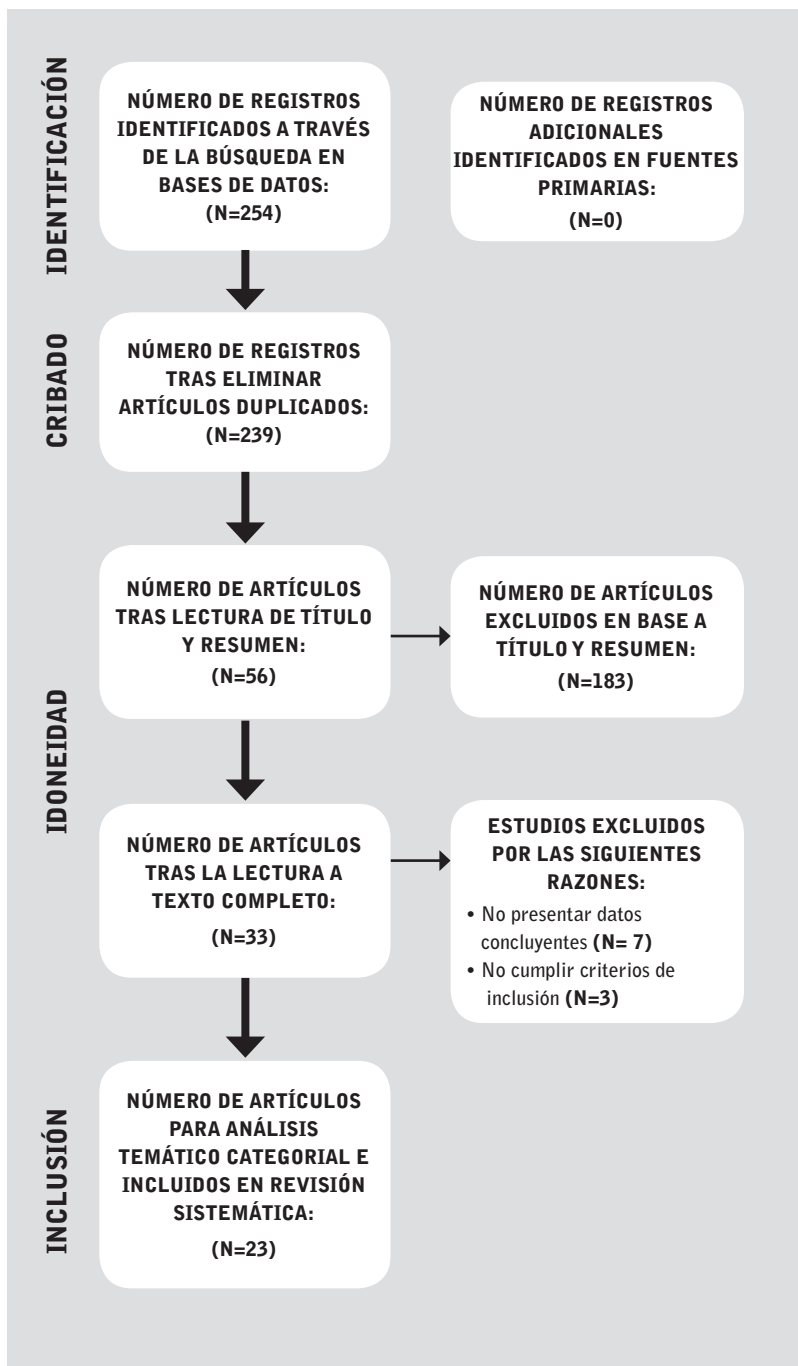 IDENTIFICACIÓN
NÚMERO DE REGISTROS
IDENTIFICADOS A TRAVÉS
DE LA BÚSQUEDA EN
BASES DE DATOS:
(N=254)
NÚMERO DE REGISTROS
ADICIONALES
IDENTIFICADOS EN FUENTES
PRIMARIAS:
(N=0)
CRIBADO
NÚMERO DE REGISTROS
TRAS ELIMINAR
ARTÍCULOS DUPLICADOS:
(N=239)
IDONEIDAD
NÚMERO DE ARTÍCULOS
TRAS LECTURA DE TÍTULO
Y RESUMEN:
(N=56)
NÚMERO DE ARTÍCULOS
EXCLUIDOS EN BASE A
TÍTULO Y RESUMEN:
(N=183)
NÚMERO DE ARTÍCULOS
TRAS LA LECTURA A
TEXTO COMPLETO:
(N=33)
ESTUDIOS EXCLUIDOS
POR LAS SIGUIENTES
RAZONES:
• No presentar datos
concluyentes (N= 7)
• No cumplir criterios de
inclusión (N=3)
INCLUSIÓN
NÚMERO DE ARTÍCULOS
PARA ANÁLISIS
TEMÁTICO CATEGORIAL E
INCLUIDOS EN REVISIÓN
SISTEMÁTICA:
(N=23)